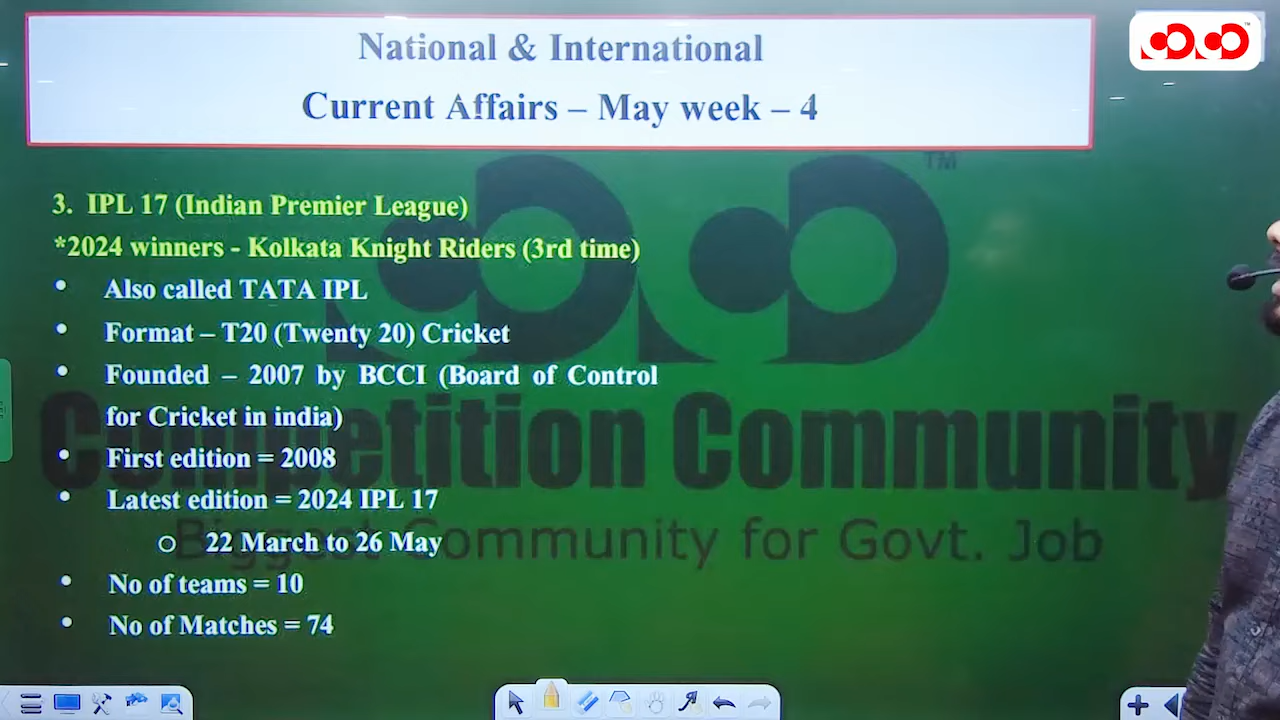 National & International
Current Affairs – May week – 4
TM
3. IPL 17 (Indian Premier League)
*2024 winners - Kolkata Knight Riders (3rd time)
• Also called TATA IPL
• Format – T20 (Twenty 20) Cricket
• Founded – 2007 by BCCI (Board of Control
for Cricket in india)
Competition Community
• First edition = 2008
• Latest edition = 2024 IPL 17
o 22 March to 26 May
Biggest Community for Govt. Job
• No of teams = 10
• No of Matches = 74